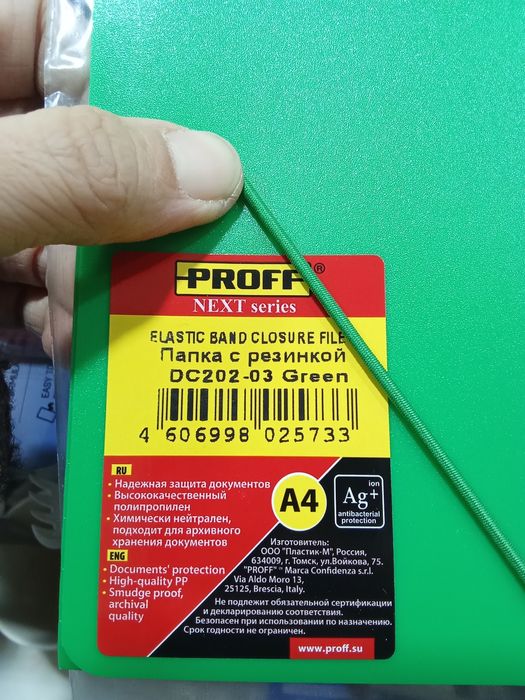 PROFF®
NEXT series
ELASTIC BAND CLOSURE FILE
Папка с резинкой
DC202-03 Green
4 606998 025733
RU
• Надежная защита документов
• Высококачественный
полипропилен
• Химически нейтрален,
подходит для архивного
хранения документов
ENG
• Documents' protection
• High-quality PP
• Smudge proof,
archival
quality
A4
ion
Ag+
antibacterial
protection
Изготовитель:
ООО "Пластик-М", Россия,
634009, г. Томск, ул.Войкова, 75.
"PROFF" ™ Marca Confidenza s.r.l.
Via Aldo Moro 13,
25125, Brescia, Italy.
Не подлежит обязательной сертификации
и декларированию соответствия.
Безопасен при использовании по назначению.
Срок годности не ограничен.
www.proff.su
EASY